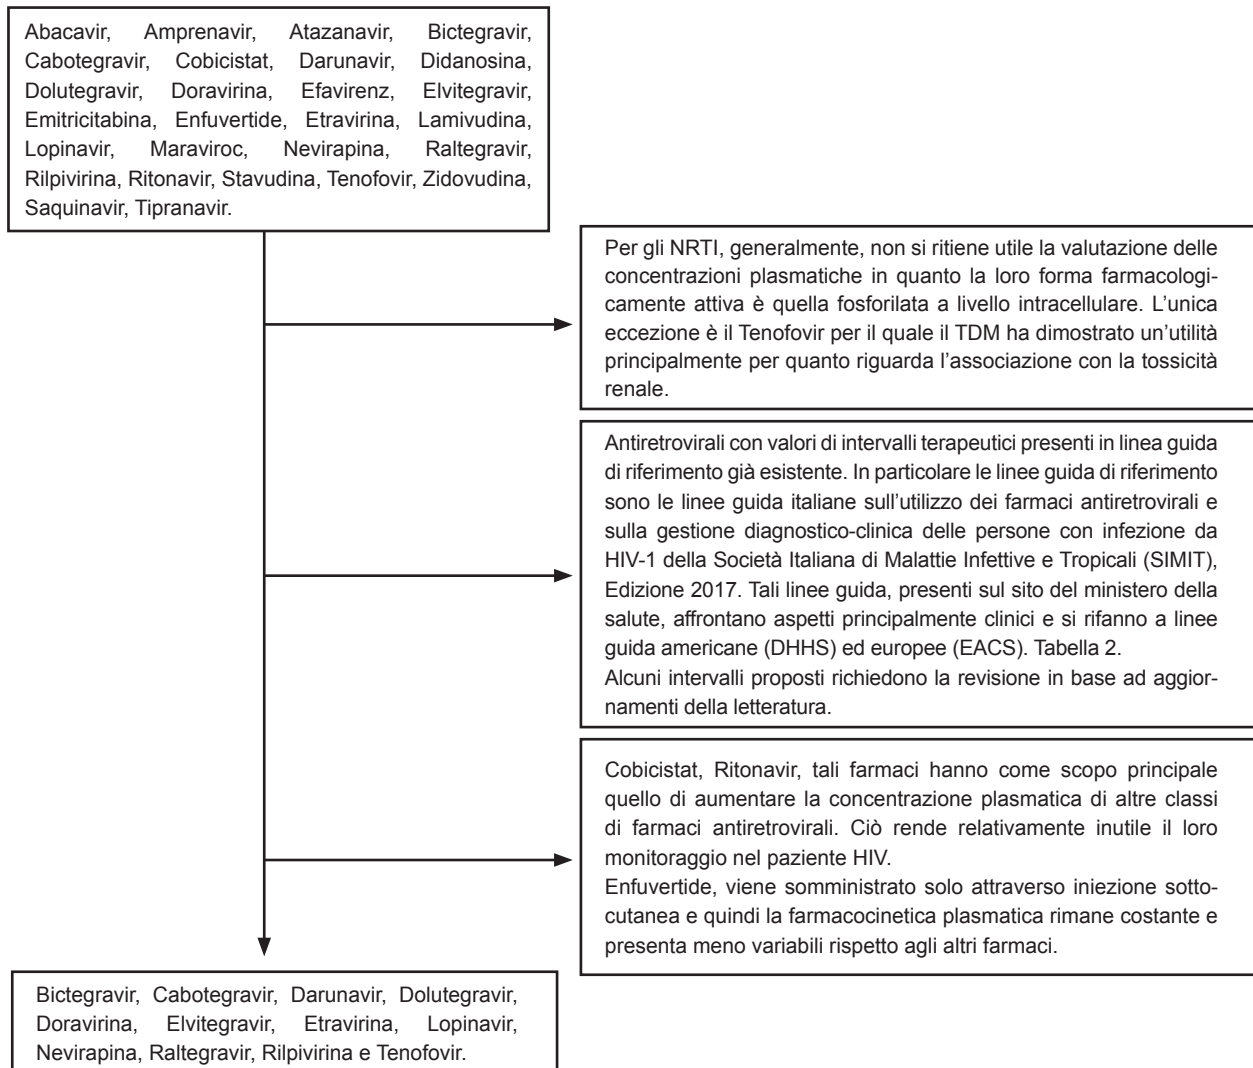 Abacavir, Amprenavir, Atazanavir, Bictegravir,
Cabotegravir, Cobicistat, Darunavir, Didanosina,
Dolutegravir, Doravirina, Efavirenz, Elvitegravir,
Emitricitabina, Enfuvertide, Etravirina, Lamivudina,
Lopinavir, Maraviroc, Nevirapina, Raltegravir,
Rilpivirina, Ritonavir, Stavudina, Tenofovir, Zidovudina,
Saquinavir, Tipranavir.
Per gli NRTI, generalmente, non si ritiene utile la valutazione delle
concentrazioni plasmatiche in quanto la loro forma farmacologi-
camente attiva è quella fosforilata a livello intracellulare. L’unica
eccezione è il Tenofovir per il quale il TDM ha dimostrato un’utilità
principalmente per quanto riguarda l’associazione con la tossicità
renale.
Antiretrovirali con valori di intervalli terapeutici presenti in linea guida
di riferimento già esistente. In particolare le linee guida di riferimento
sono le linee guida italiane sull’utilizzo dei farmaci antiretrovirali e
sulla gestione diagnostico-clinica delle persone con infezione da
HIV-1 della Società Italiana di Malattie Infettive e Tropicali (SIMIT),
Edizione 2017. Tali linee guida, presenti sul sito del ministero della
salute, affrontano aspetti principalmente clinici e si rifanno a linee
guida americane (DHHS) ed europee (EACS). Tabella 2.
Alcuni intervalli proposti richiedono la revisione in base ad aggior-
namenti della letteratura.
Cobicistat, Ritonavir, tali farmaci hanno come scopo principale
quello di aumentare la concentrazione plasmatica di altre classi
di farmaci antiretrovirali. Ciò rende relativamente inutile il loro
monitoraggio nel paziente HIV.
Enfuvertide, viene somministrato solo attraverso iniezione sotto-
cutanea e quindi la farmacocinetica plasmatica rimane costante e
presenta meno variabili rispetto agli altri farmaci.
Bictegravir, Cabotegravir, Darunavir, Dolutegravir,
Doravirina, Elvitegravir, Etravirina, Lopinavir,
Nevirapina, Raltegravir, Rilpivirina e Tenofovir.